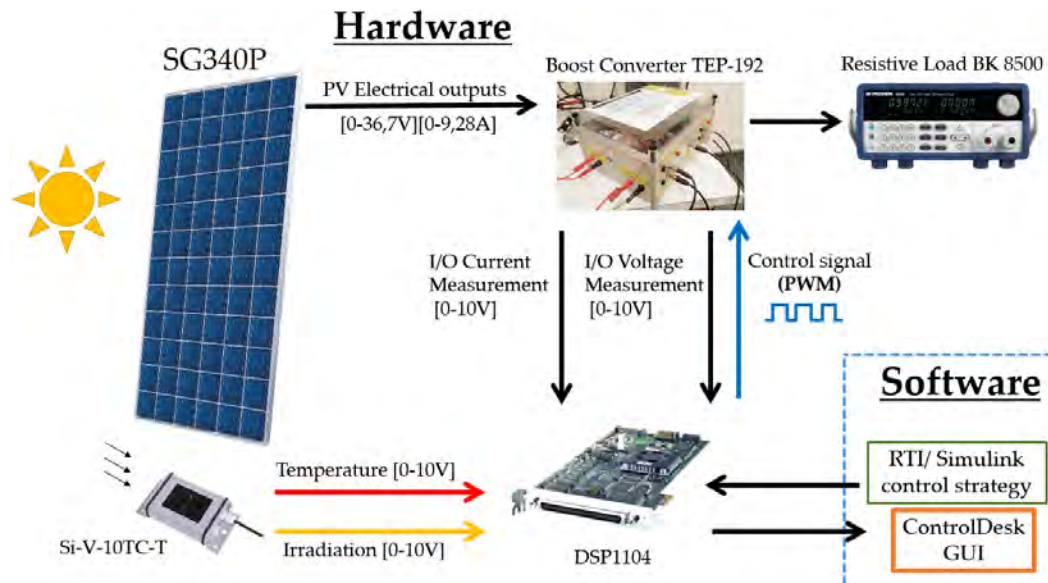 Hardware
SG340P
Boost Converter TEP-192
Resistive Load BK 8500
PV Electrical outputs
[0-36,7V][0-9,28A]
I/O Current
Measurement
[0-10V]
I/O Voltage
Measurement
[0-10V]
Control signal
(PWM)
Software
RTI/ Simulink
control strategy
ControlDesk
GUI
Temperature [0-10V]
Irradiation [0-10V]
Si-V-10TC-T
DSP1104